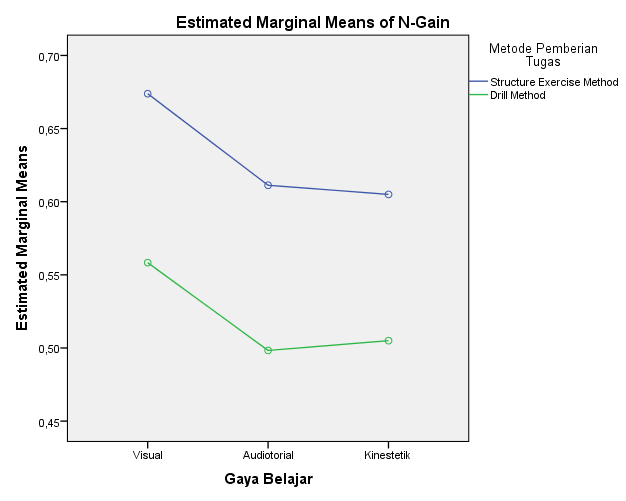 Estimated Marginal Means of N-Gain
Metode Pemberian
Tugas
Structure Exercise Method
Drill Method
Estimated Marginal Means
0,70
0,65
0,60
0,55
0,50
0,45
Visual
Audiotorial
Kinestetik
Gaya Belajar